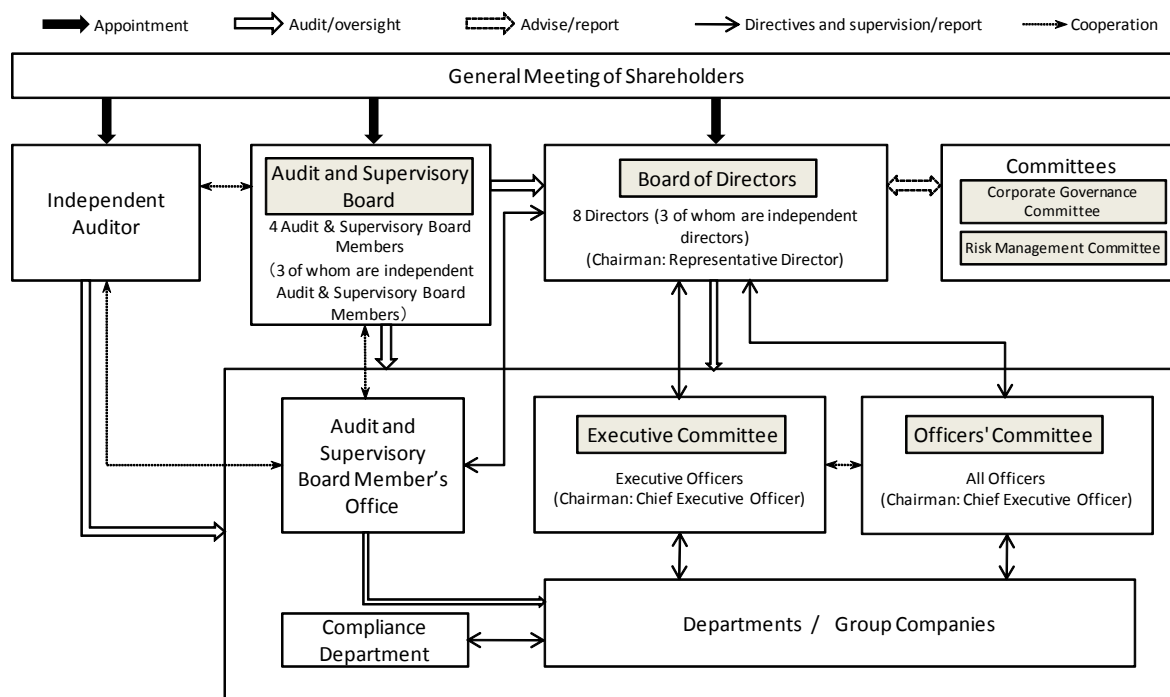 Appointment
Audit/oversight
Advise/report
Directives and supervision/report
Cooperation
General Meeting of Shareholders
Independent
Auditor
Audit and Supervisory
Board
4 Audit & Supervisory Board
Members
(3 of whom are independent
Audit & Supervisory Board
Members)
Board of Directors
8 Directors (3 of whom are independent
directors)
(Chairman: Representative Director)
Committees
Corporate Governance
Committee
Risk Management Committee
Audit and
Supervisory
Board Member’s
Office
Executive Committee
Executive Officers
(Chairman: Chief Executive Officer)
Officers' Committee
All Officers
(Chairman: Chief Executive Officer)
Compliance
Department
Departments / Group Companies